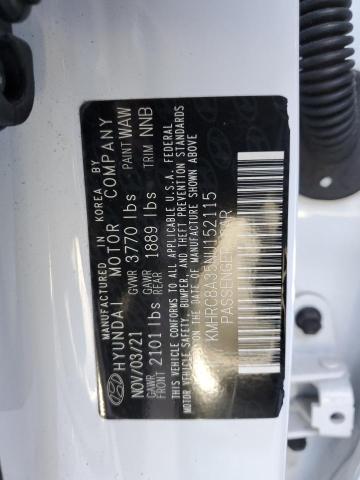 MANUFACTURED IN KOREA BY
HYUNDAI MOTOR COMPANY
NOV/03/21 GVWR 3770 lbs PAINT WAW
GAWR FRONT 2101 lbs GAWR REAR 1889 lbs TRIM NNB
THIS VEHICLE CONFORMS TO ALL APPLICABLE U.S.A. FEDERAL
MOTOR VEHICLE SAFETY, BUMPER, AND THEFT PREVENTION STANDARDS
IN EFFECT ON THE DATE OF MANUFACTURE SHOWN ABOVE.
KMHRC8A35NU152115
PASSENGER